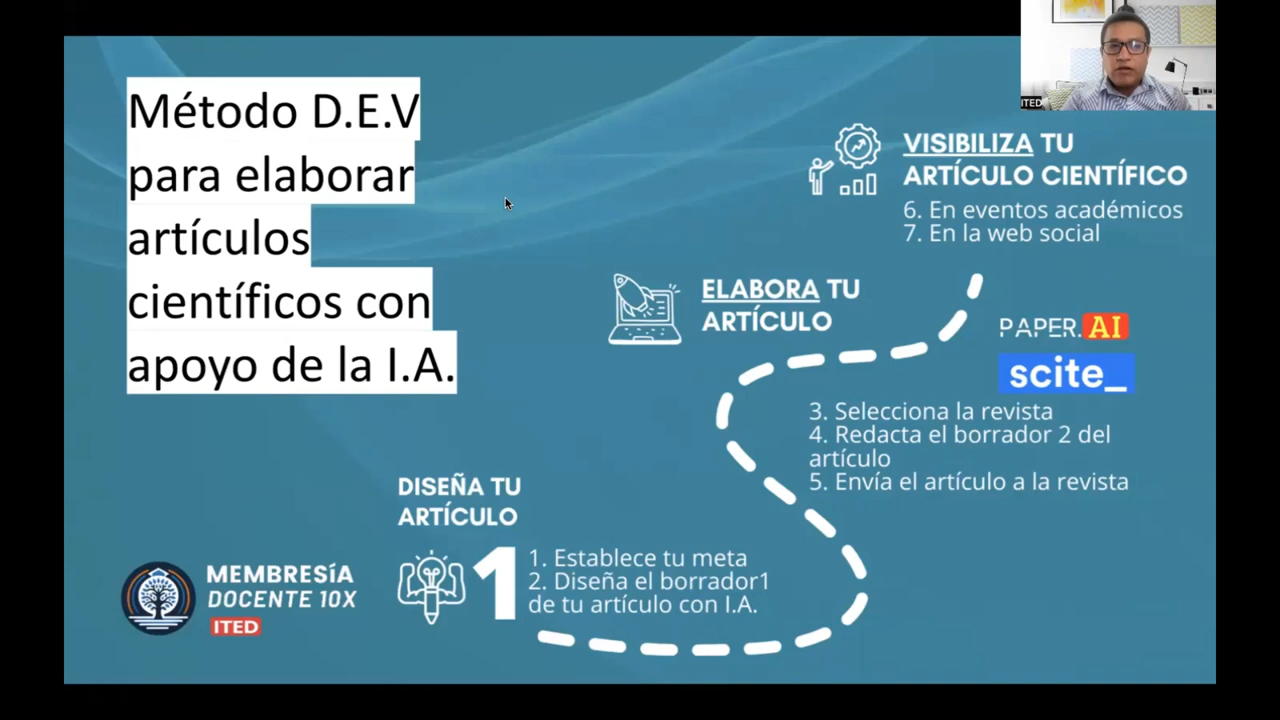 Método D.E.V
para elaborar
artículos
científicos con
apoyo de la I.A.
ITED
VISIBILIZA TU
ARTÍCULO CIENTÍFICO
6. En eventos académicos
7. En la web social
ELABORA TU
ARTÍCULO
PAPER.AI
scite_
3. Selecciona la revista
4. Redacta el borrador 2 del
artículo
5. Envía el artículo a la revista
DISEÑA TU
ARTÍCULO
1
1. Establece tu meta
2. Diseña el borrador1
de tu artículo con I.A.
MEMBRESÍA
DOCENTE 10X
ITED